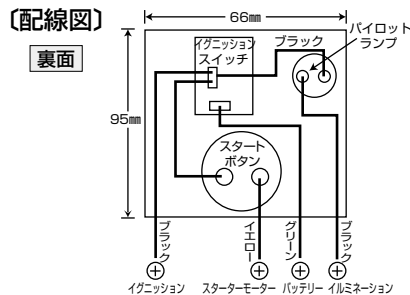 〔配線図〕
裏面
66㎜
95㎜
イグニッション
スイッチ
ブラック
パイロット
ランプ
スタート
ボタン
ブラック
イエロー
グリーン
ブラック
イグニッション
スターターモーター
バッテリー
イルミネーション